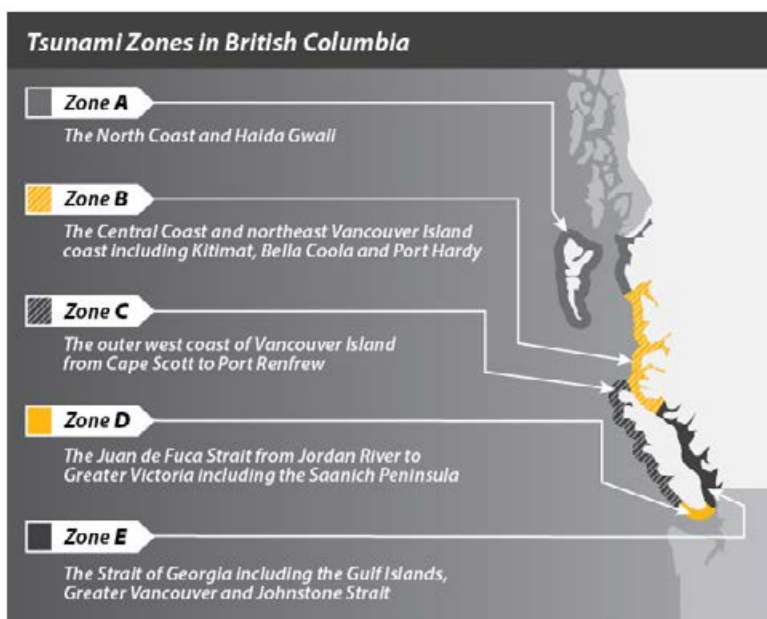 Tsunami Zones in British Columbia
Zone A
The North Coast and Haida Gwaii
Zone B
The Central Coast and northeast Vancouver Island
coast including Kitimat, Bella Coola and Port Hardy
Zone C
The outer west coast of Vancouver Island
from Cape Scott to Port Renfrew
Zone D
The Juan de Fuca Strait from Jordan River to
Greater Victoria including the Saanich Peninsula
Zone E
The Strait of Georgia including the Gulf Islands,
Greater Vancouver and Johnstone Strait